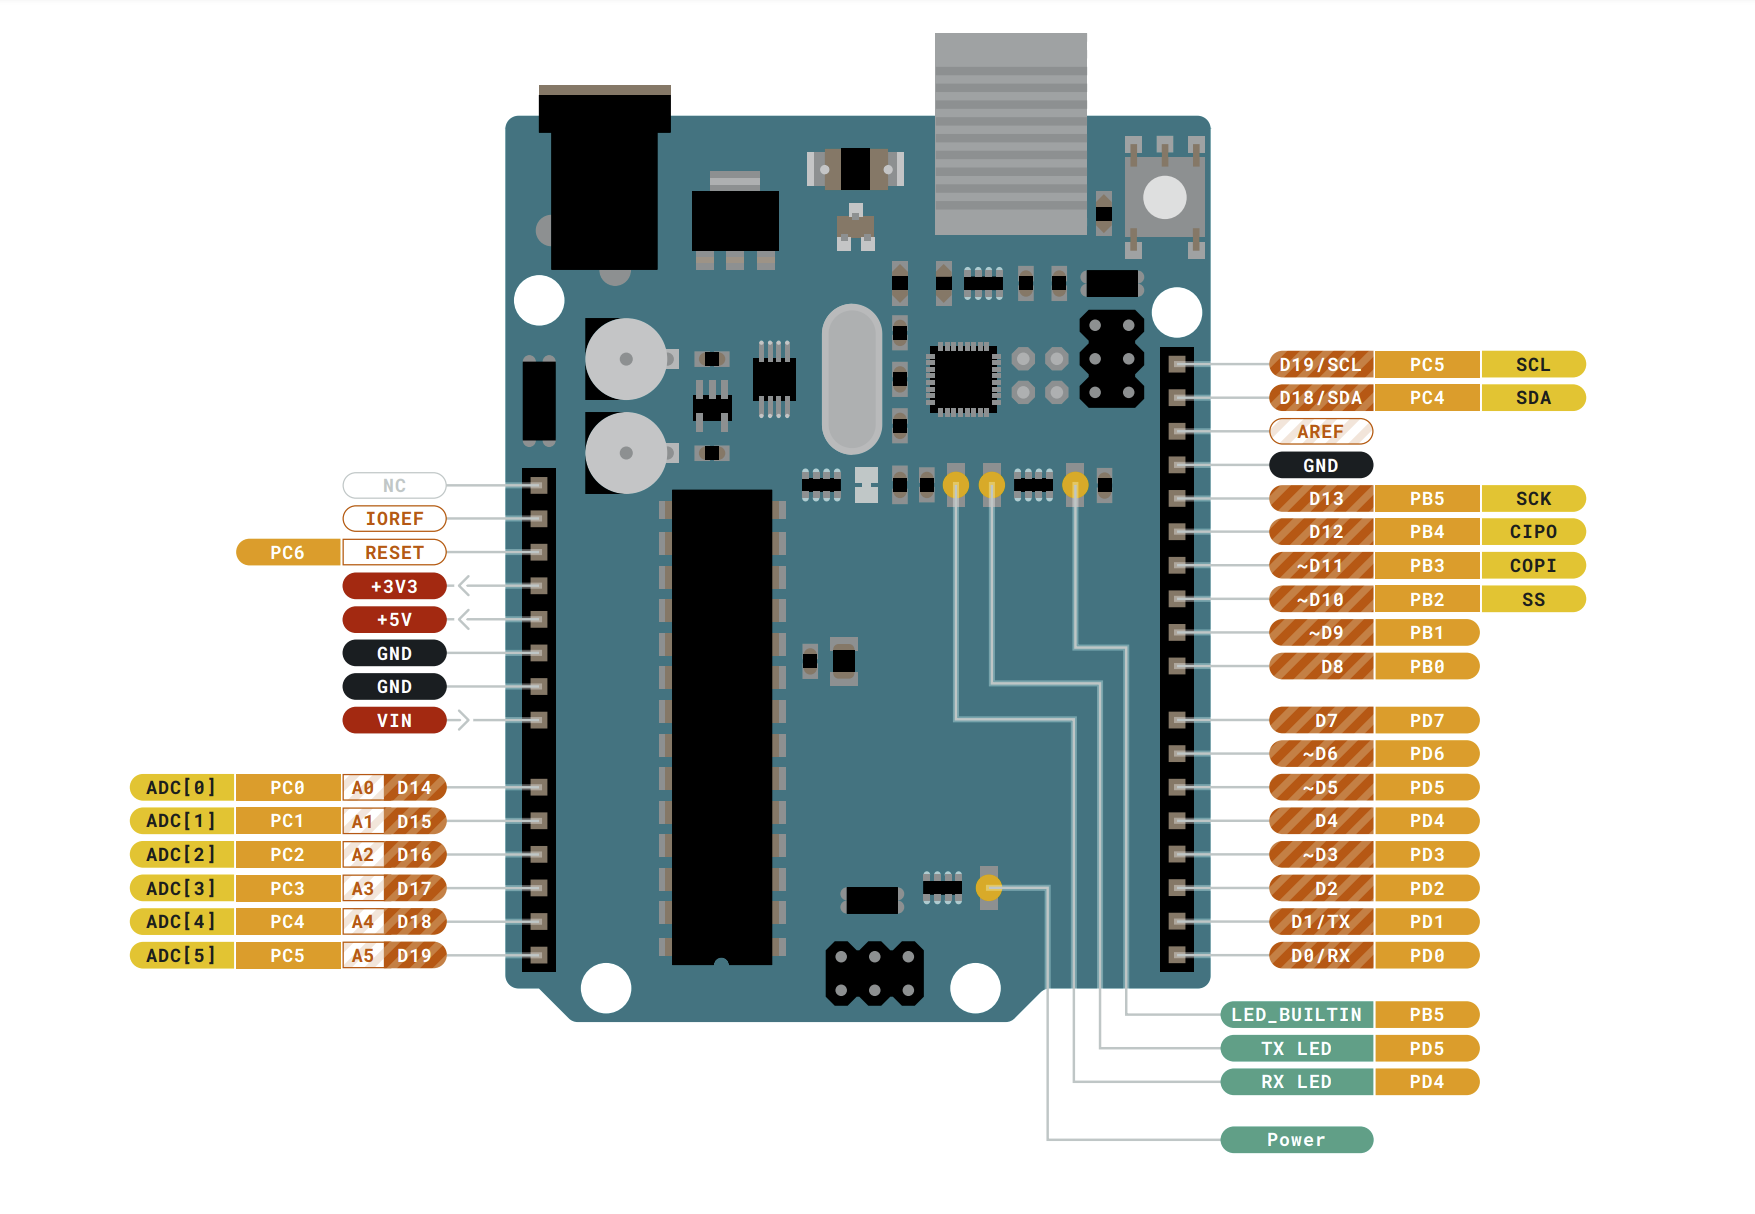 NC
IOREF
PC6 RESET
+3V3
+5V
GND
GND
VIN
ADC[0] PC0 A0 D14
ADC[1] PC1 A1 D15
ADC[2] PC2 A2 D16
ADC[3] PC3 A3 D17
ADC[4] PC4 A4 D18
ADC[5] PC5 A5 D19
D19/SCL PC5 SCL
D18/SDA PC4 SDA
AREF
GND
D13 PB5 SCK
D12 PB4 CIPO
~D11 PB3 COPI
~D10 PB2 SS
~D9 PB1
D8 PB0
D7 PD7
~D6 PD6
~D5 PD5
D4 PD4
~D3 PD3
D2 PD2
D1/TX PD1
D0/RX PD0
LED_BUILTIN PB5
TX LED PD5
RX LED PD4
Power